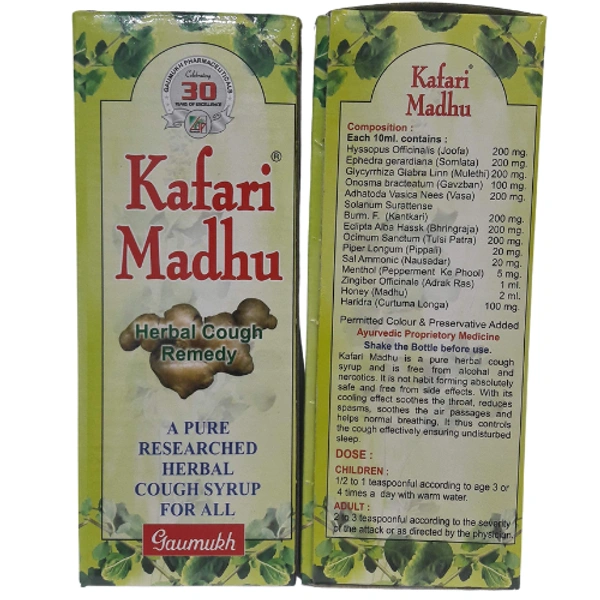 GAUMUKH PHARMACEUTICALS
Celebrating
30
YEARS OF EXCELLENCE
Kafari®
Madhu
Herbal Cough
Remedy
A PURE
RESEARCHED
HERBAL
COUGH SYRUP
FOR ALL
Gaumukh
Kafari®
Madhu
Composition :
Each 10ml. contains :
Hyssopus Officinalis (Joofa) 200 mg.
Ephedra gerardiana (Somlata) 200 mg.
Glycyrrhiza Glabra Linn (Mulethi) 200 mg.
Onosma bracteatum (Gavzban) 100 mg.
Adhatoda Vasica Nees (Vasa) 200 mg.
Solanum Surattense
Burm. F. (Kantkari) 200 mg.
Eclipta Alba Hassk (Bhringraja) 200 mg.
Ocimum Sanctum (Tulsi Patra) 200 mg.
Piper Longum (Pippali) 20 mg.
Sal Ammonic (Nausadar) 20 mg.
Menthol (Pepperment Ke Phool) 5 mg.
Zingiber Officinale (Adrak Ras) 1 ml.
Honey (Madhu) 2 ml.
Haridra (Curtuma Longa) 100 mg.
Permitted Colour & Preservative Added
Ayurvedic Proprietory Medicine
Shake the Bottle before use.
Kafari Madhu is a pure herbal cough
syrup and is free from alcohal and
nercotics. It is not habit forming absolutely
safe and free from side effects. With its
cooling effect soothes the throat, reduces
spasms, soothes the air passages and
helps normal breathing. It thus controls
the cough effectively ensuring undisturbed
sleep.
DOSE :
CHILDREN :
1/2 to 1 teaspoonful according to age 3 or
4 times a day with warm water.
ADULT :
2 to 3 teaspoonful according to the severity
of the attack or as directed by the physician.